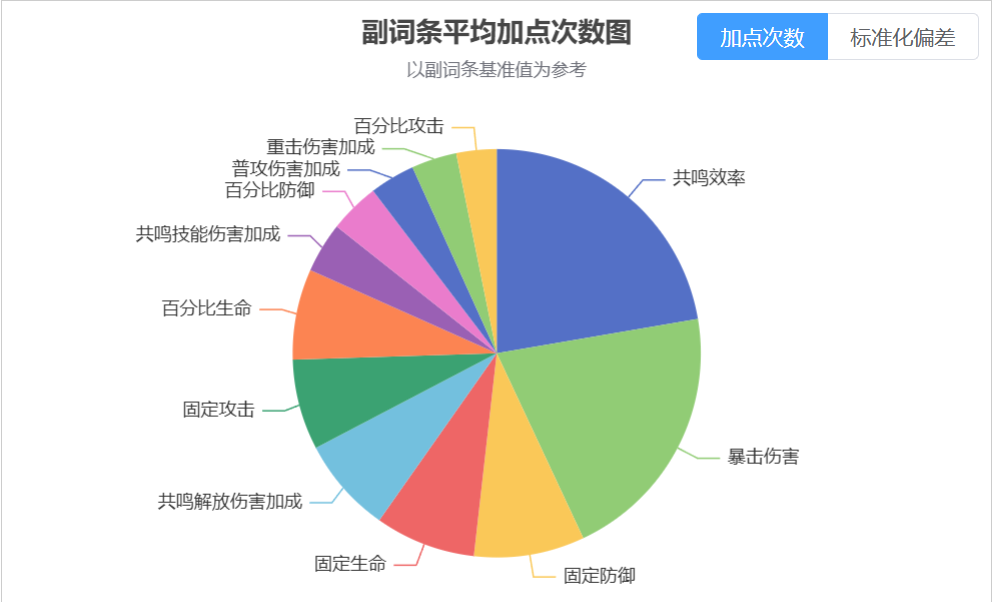 副词条平均加点次数图
加点次数
标准化偏差
以副词条基准值为参考
百分比攻击
重击伤害加成
普攻伤害加成
共鸣效率
百分比防御
共鸣技能伤害加成
百分比生命
固定攻击
暴击伤害
共鸣解放伤害加成
固定生命
固定防御